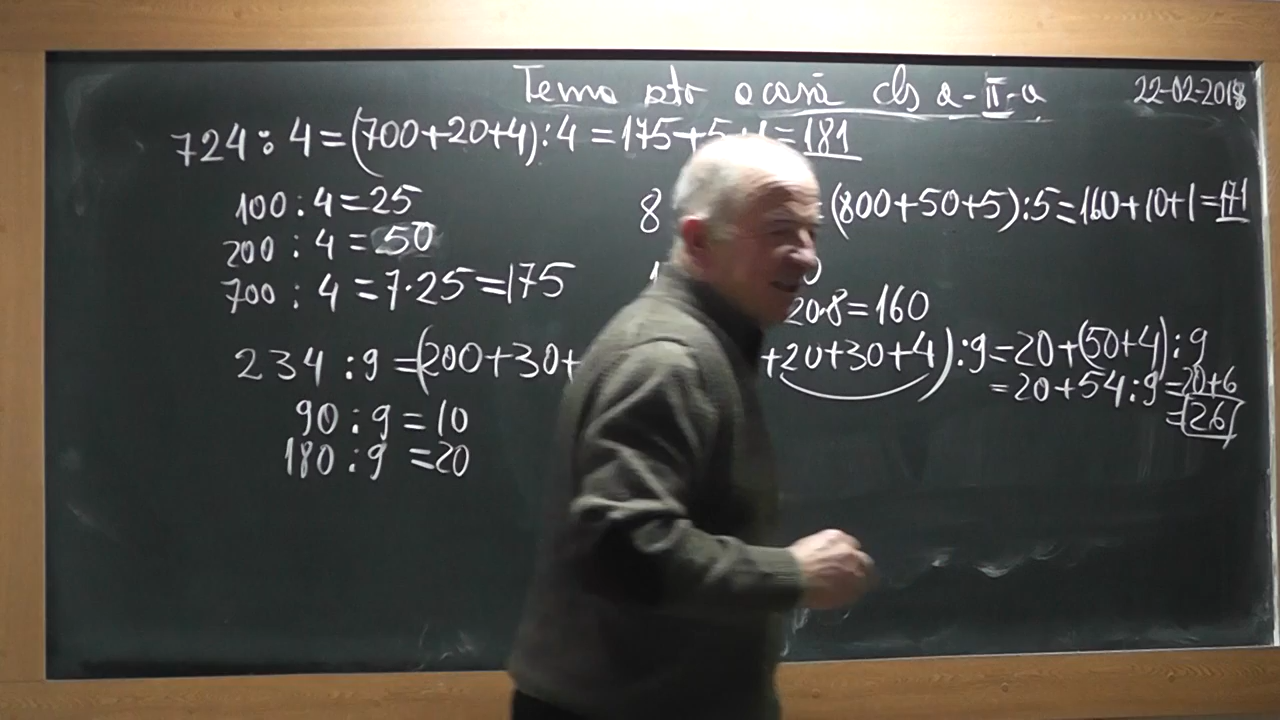 Tema ptr acasă cls a-II-a 22-02-2018
724 : 4 = (700+20+4) : 4 = 175+5+1 = 181
100 : 4 = 25
200 : 4 = 50
700 : 4 = 7·25 = 175
8 (800+50+5) : 5 = 160+10+1 = 171
20·8 = 160
234 : 9 = (200+30+ +20+30+4) : 9 = 20+(50+4) : 9
= 20+54 : 9 = 20+6
= 26
90 : 9 = 10
180 : 9 = 20